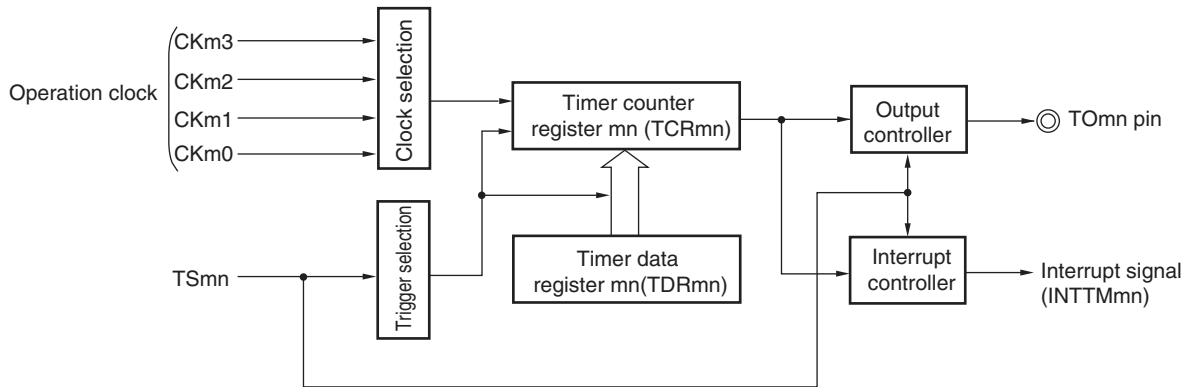 Operation clock
CKm3
CKm2
CKm1
CKm0
Clock selection
Timer counter
register mn (TCRmn)
Output
controller
TOmn pin
TSmn
Trigger selection
Timer data
register mn(TDRmn)
Interrupt
controller
Interrupt signal
(INTTMmn)